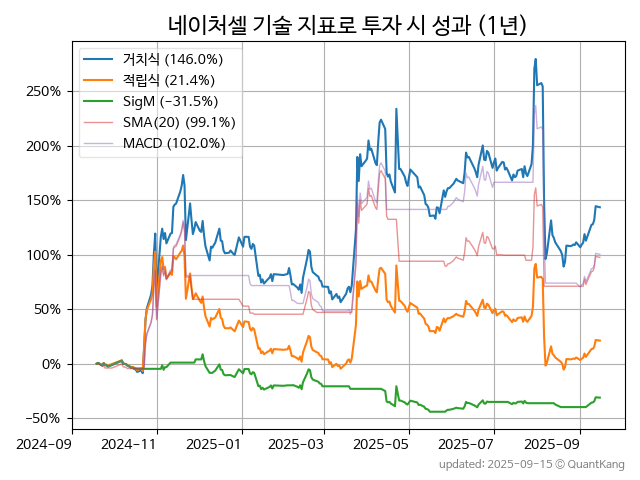 네이처셀 기술 지표로 투자 시 성과 (1년)
거치식 (146.0%)
적립식 (21.4%)
SigM (−31.5%)
SMA(20) (99.1%)
MACD (102.0%)
250%
200%
150%
100%
50%
0%
−50%
2024-09
2024-11
2025-01
2025-03
2025-05
2025-07
2025-09
updated: 2025-09-15 © QuantKang